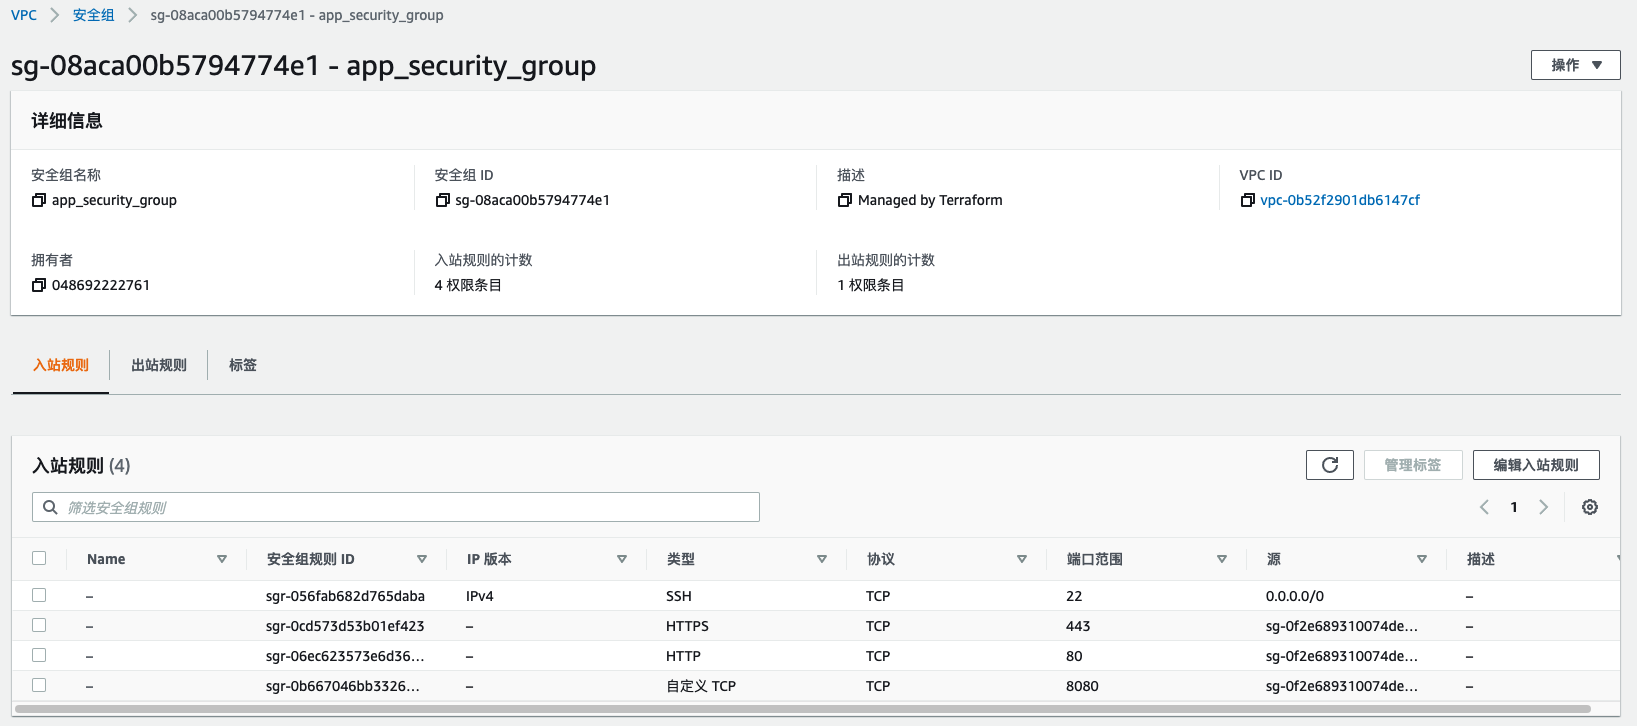 VPC > 安全组 > sg-08aca00b5794774e1 - app_security_group
sg-08aca00b5794774e1 - app_security_group
操作
详细信息
安全组名称 安全组 ID 描述 VPC ID
app_security_group sg-08aca00b5794774e1 Managed by Terraform vpc-0b52f2901db6147cf
拥有者 入站规则的计数 出站规则的计数
048692222761 4 权限条目 1 权限条目
入站规则 出站规则 标签
入站规则 (4) 管理标签 编辑入站规则
筛选安全组规则 1
Name 安全组规则 ID IP 版本 类型 协议 端口范围 源 描述
– sgr-056fab682d765daba IPv4 SSH TCP 22 0.0.0.0/0 –
– sgr-0cd573d53b01ef423 – HTTPS TCP 443 sg-0f2e689310074de... –
– sgr-06ec623573e6d36... – HTTP TCP 80 sg-0f2e689310074de... –
– sgr-0b667046bb3326... – 自定义 TCP TCP 8080 sg-0f2e689310074de... –